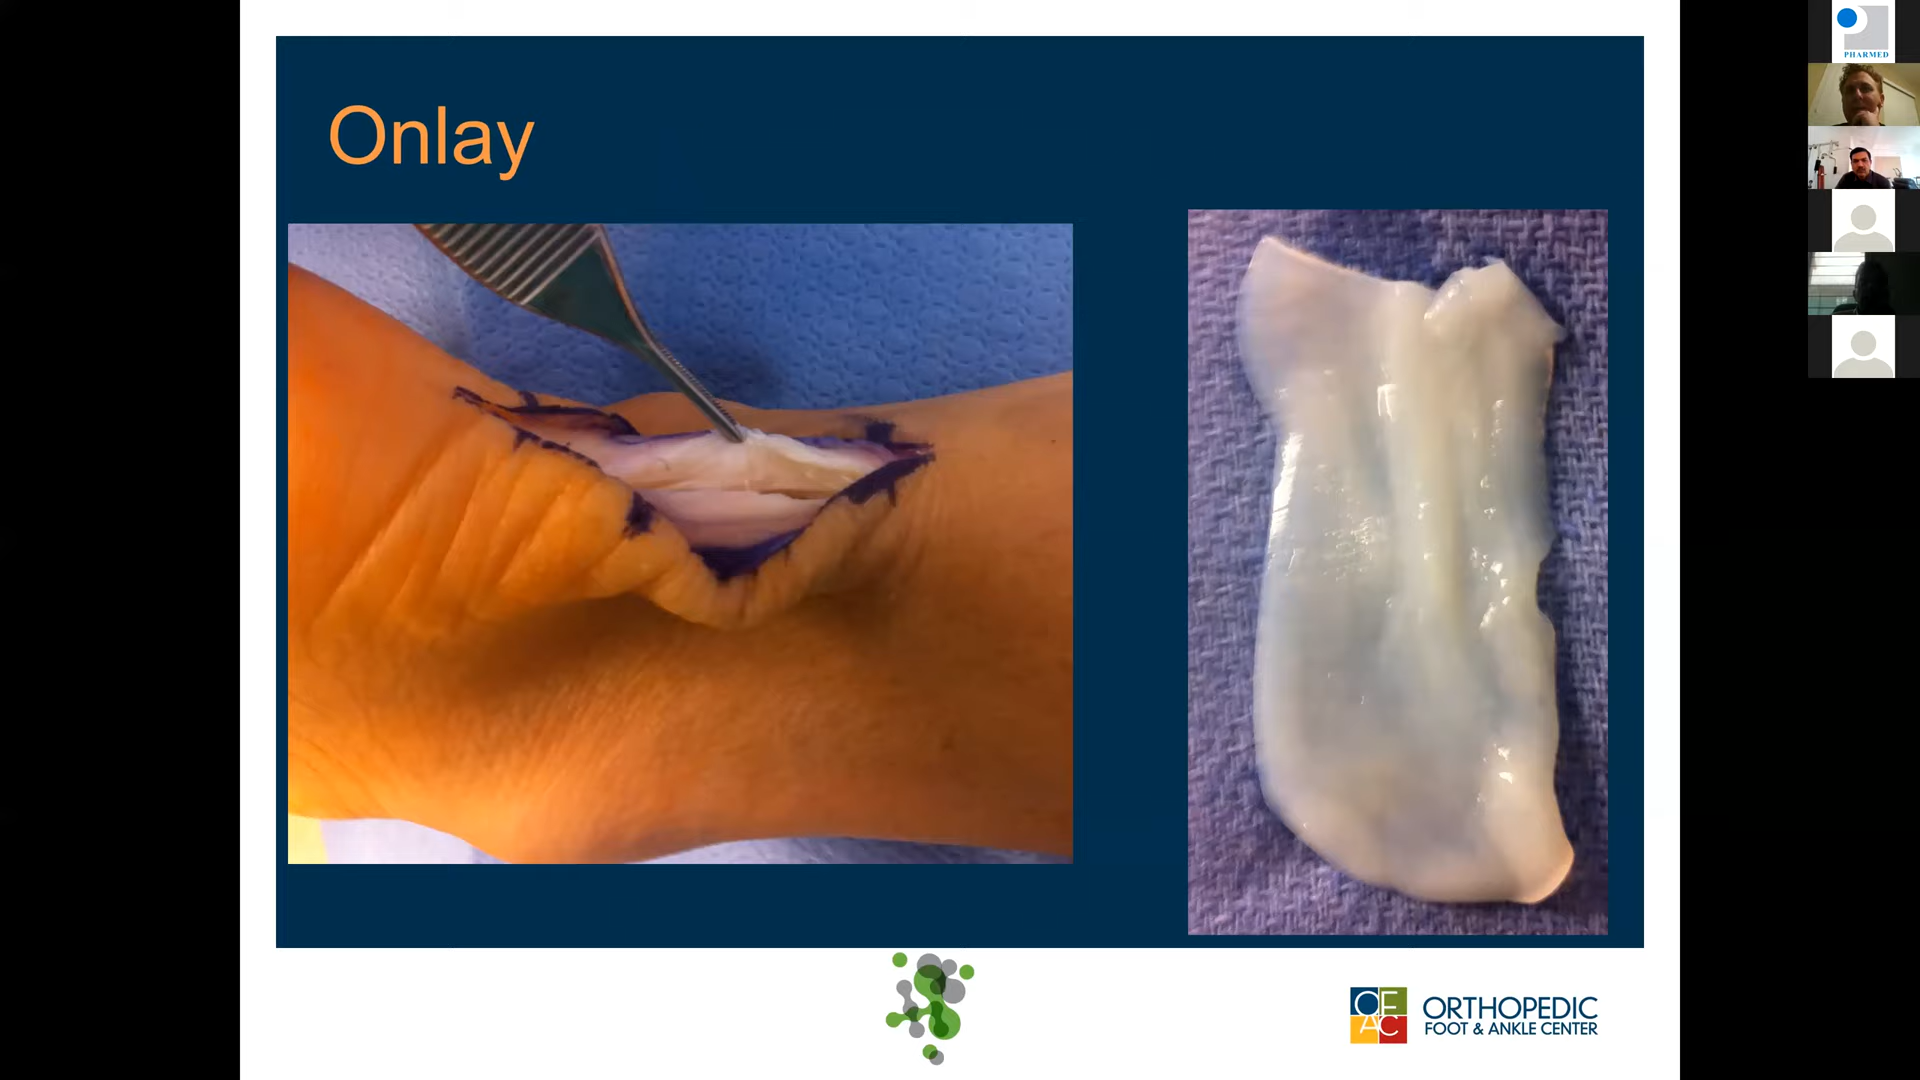 Onlay
PHARMED
OFAC
ORTHOPEDIC
FOOT & ANKLE CENTER